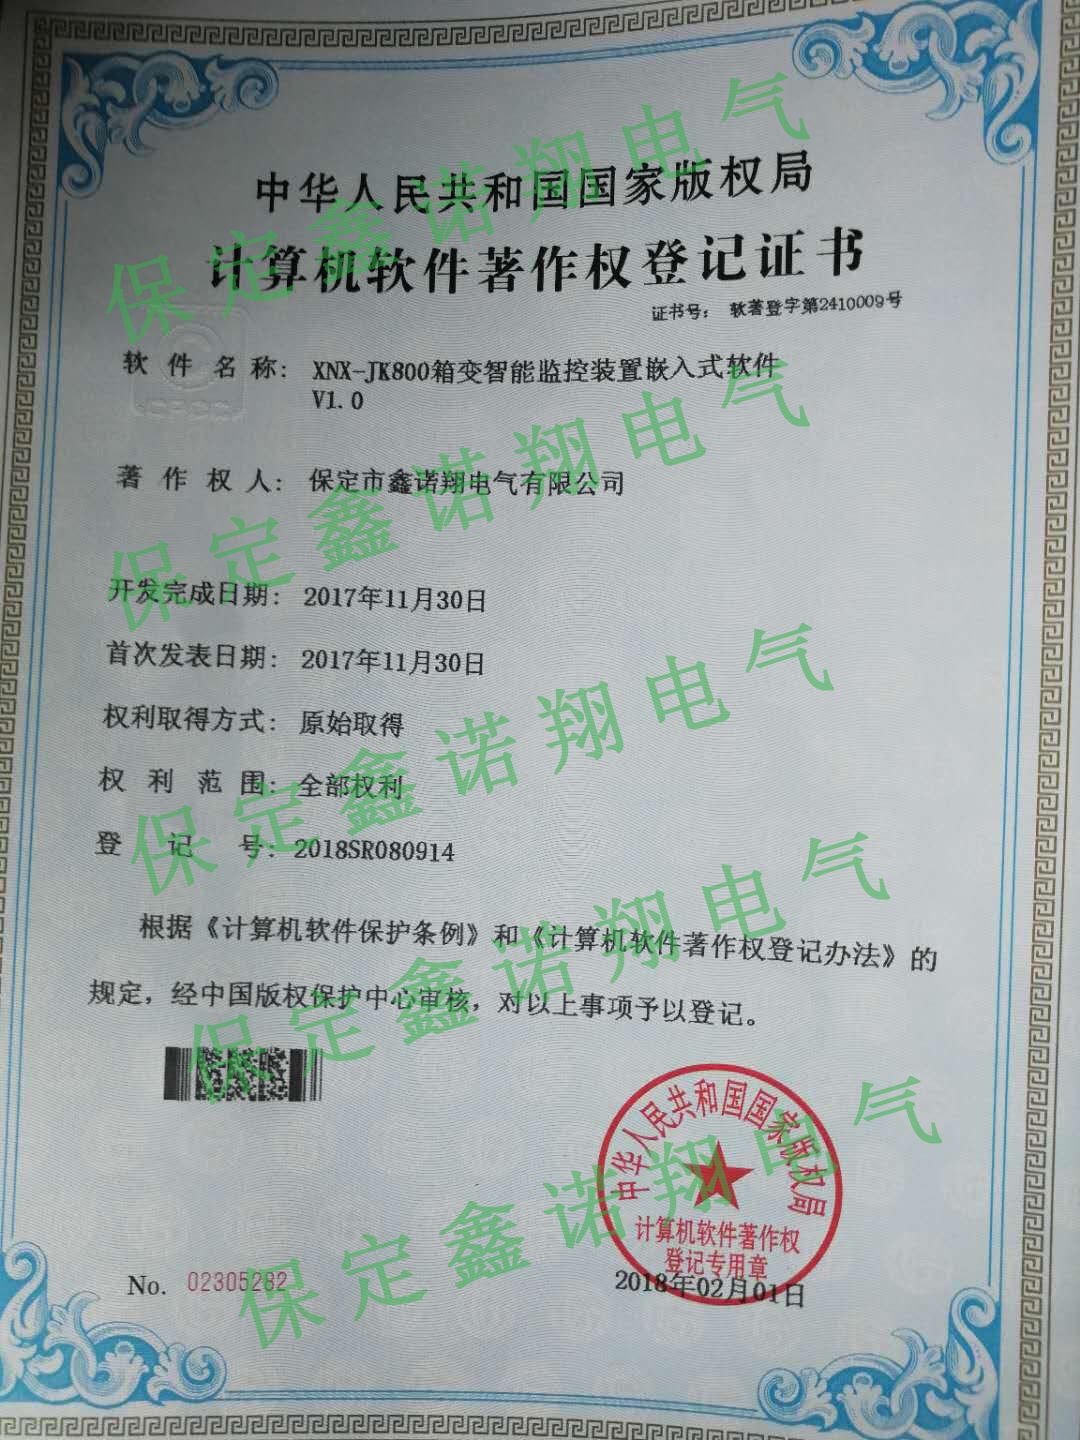 中华人民共和国国家版权局
计算机软件著作权登记证书
证书号： 软著登字第2410009号
软件名称： XNX-JK800箱变智能监控装置嵌入式软件
V1.0
著作权人： 保定市鑫诺翔电气有限公司
开发完成日期： 2017年11月30日
首次发表日期： 2017年11月30日
权利取得方式： 原始取得
权利范围： 全部权利
登记号： 2018SR080914
根据《计算机软件保护条例》和《计算机软件著作权登记办法》的
规定，经中国版权保护中心审核，对以上事项予以登记。
中华人民共和国国家版权局
计算机软件著作权
登记专用章
No. 02305282
2018年02月01日
保定鑫诺翔电气
保定鑫诺翔电气
保定鑫诺翔电气
保定鑫诺翔电气
保定鑫诺翔电气
CPCC